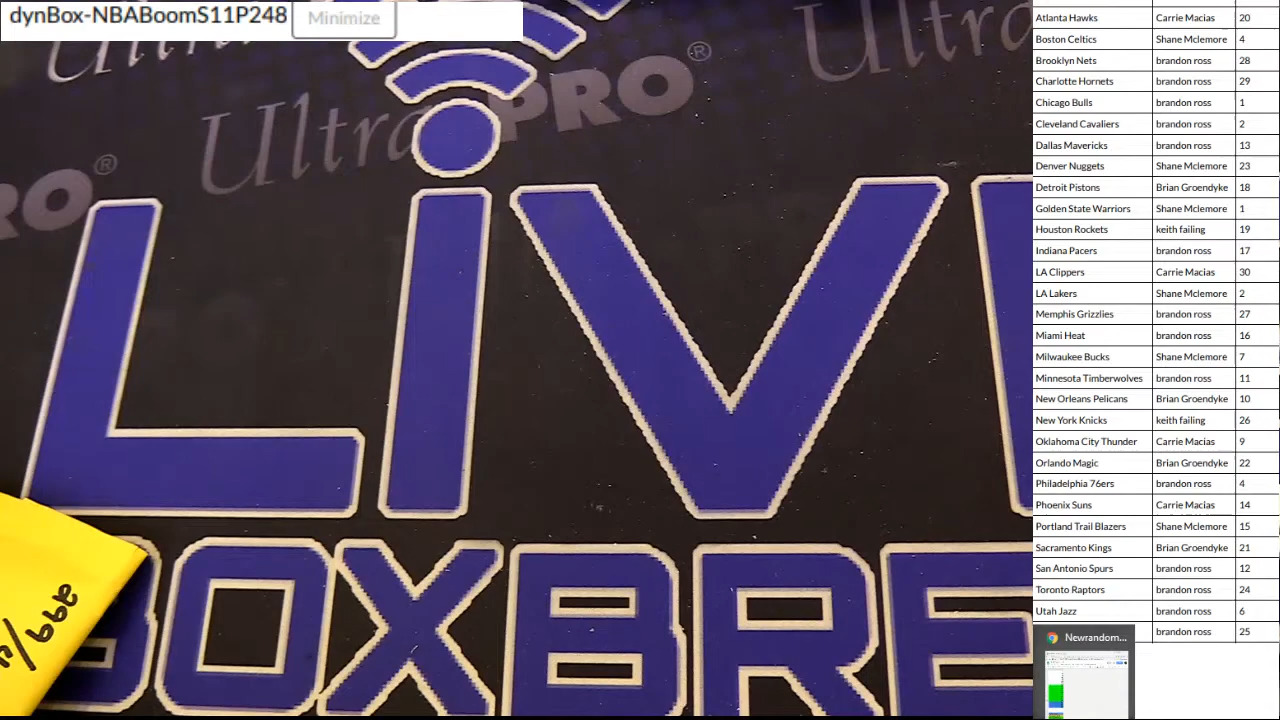 dynBox-NBABoomS11P248 Minimize
Ultra PRO®
LIV
BOXBRE
Atlanta Hawks Carrie Macias 20
Boston Celtics Shane Mclemore 4
Brooklyn Nets brandon ross 28
Charlotte Hornets brandon ross 29
Chicago Bulls brandon ross 1
Cleveland Cavaliers brandon ross 2
Dallas Mavericks brandon ross 13
Denver Nuggets Shane Mclemore 23
Detroit Pistons Brian Groendyke 18
Golden State Warriors Shane Mclemore 1
Houston Rockets keith failing 19
Indiana Pacers brandon ross 17
LA Clippers Carrie Macias 30
LA Lakers Shane Mclemore 2
Memphis Grizzlies brandon ross 27
Miami Heat brandon ross 16
Milwaukee Bucks Shane Mclemore 7
Minnesota Timberwolves brandon ross 11
New Orleans Pelicans Brian Groendyke 10
New York Knicks keith failing 26
Oklahoma City Thunder Carrie Macias 9
Orlando Magic Brian Groendyke 22
Philadelphia 76ers brandon ross 4
Phoenix Suns Carrie Macias 14
Portland Trail Blazers Shane Mclemore 15
Sacramento Kings Brian Groendyke 21
San Antonio Spurs brandon ross 12
Toronto Raptors brandon ross 24
Utah Jazz brandon ross 6
brandon ross 25
Newrandom...